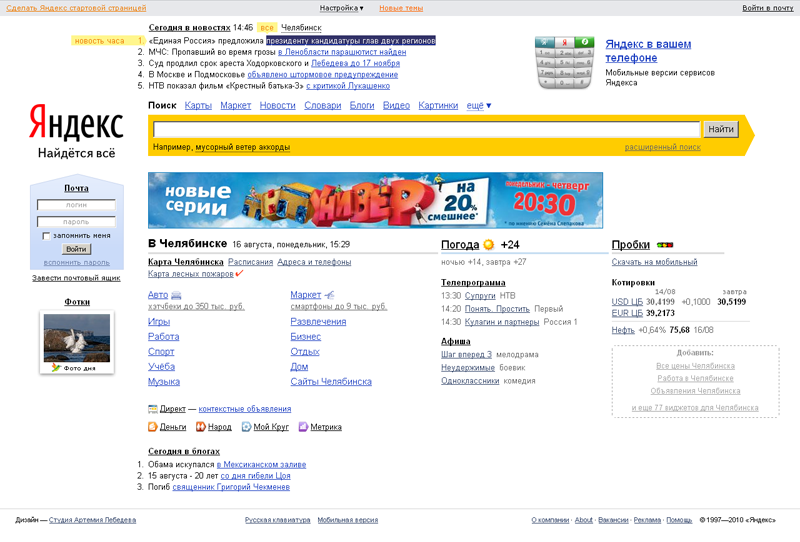 Сделать Яндекс стартовой страницей
Настройка ▾
Новые темы
Войти в почту
Сегодня в новостях 14:46 все Челябинск
новость часа 1. «Единая Россия» предложила президенту кандидатуры глав двух регионов
2. МЧС: Пропавший во время грозы в Ленобласти парашютист найден
3. Суд продлил срок ареста Ходорковского и Лебедева до 17 ноября
4. В Москве и Подмосковье объявлено штормовое предупреждение
5. НТВ показал фильм «Крестный батька-3» с критикой Лукашенко
Я
Яндекс в вашем
телефоне
Мобильные версии сервисов
Яндекса
Яндекс
Найдётся всё
Поиск Карты Маркет Новости Словари Блоги Видео Картинки ещё ▼
Найти
Например, мусорный ветер аккорды
расширенный поиск
Почта
логин
пароль
запомнить меня
Войти
вспомнить пароль
Завести почтовый ящик
Фотки
Фото дня
новые
серии
УНИВЕР
на
20%
смешнее*
понедельник - четверг
20:30
* по мнению Семёна Слепакова
В Челябинске 16 августа, понедельник, 15:29
Карта Челябинска Расписания Адреса и телефоны
Карта лесных пожаров
Авто
хэтчбеки до 350 тыс. руб.
Игры
Работа
Спорт
Учёба
Музыка
Маркет
смартфоны до 9 тыс. руб.
Развлечения
Бизнес
Отдых
Дом
Сайты Челябинска
Директ — контекстные объявления
Деньги Народ Мой Круг Метрика
Сегодня в блогах
1. Обама искупался в Мексиканском заливе
2. 15 августа - 20 лет со дня гибели Цоя
3. Погиб священник Григорий Чекменев
Погода +24
ночью +14, завтра +27
Телепрограмма
13:30 Супруги НТВ
14:20 Понять. Простить Первый
14:30 Кулагин и партнеры Россия 1
Афиша
Шаг вперед 3 мелодрама
Неудержимые боевик
Одноклассники комедия
Пробки
Скачать на мобильный
Котировки
14/08 завтра
USD ЦБ 30,4199 +0,1000 30,5199
EUR ЦБ 39,2173
Нефть +0,64% 75,68 16/08
Добавить:
Все цены Челябинска
Работа в Челябинске
Объявления Челябинска
и еще 77 виджетов для Челябинска
Дизайн — Студия Артемия Лебедева
Русская клавиатура Мобильная версия
О компании · About · Вакансии · Реклама · Помощь © 1997—2010 «Яндекс»